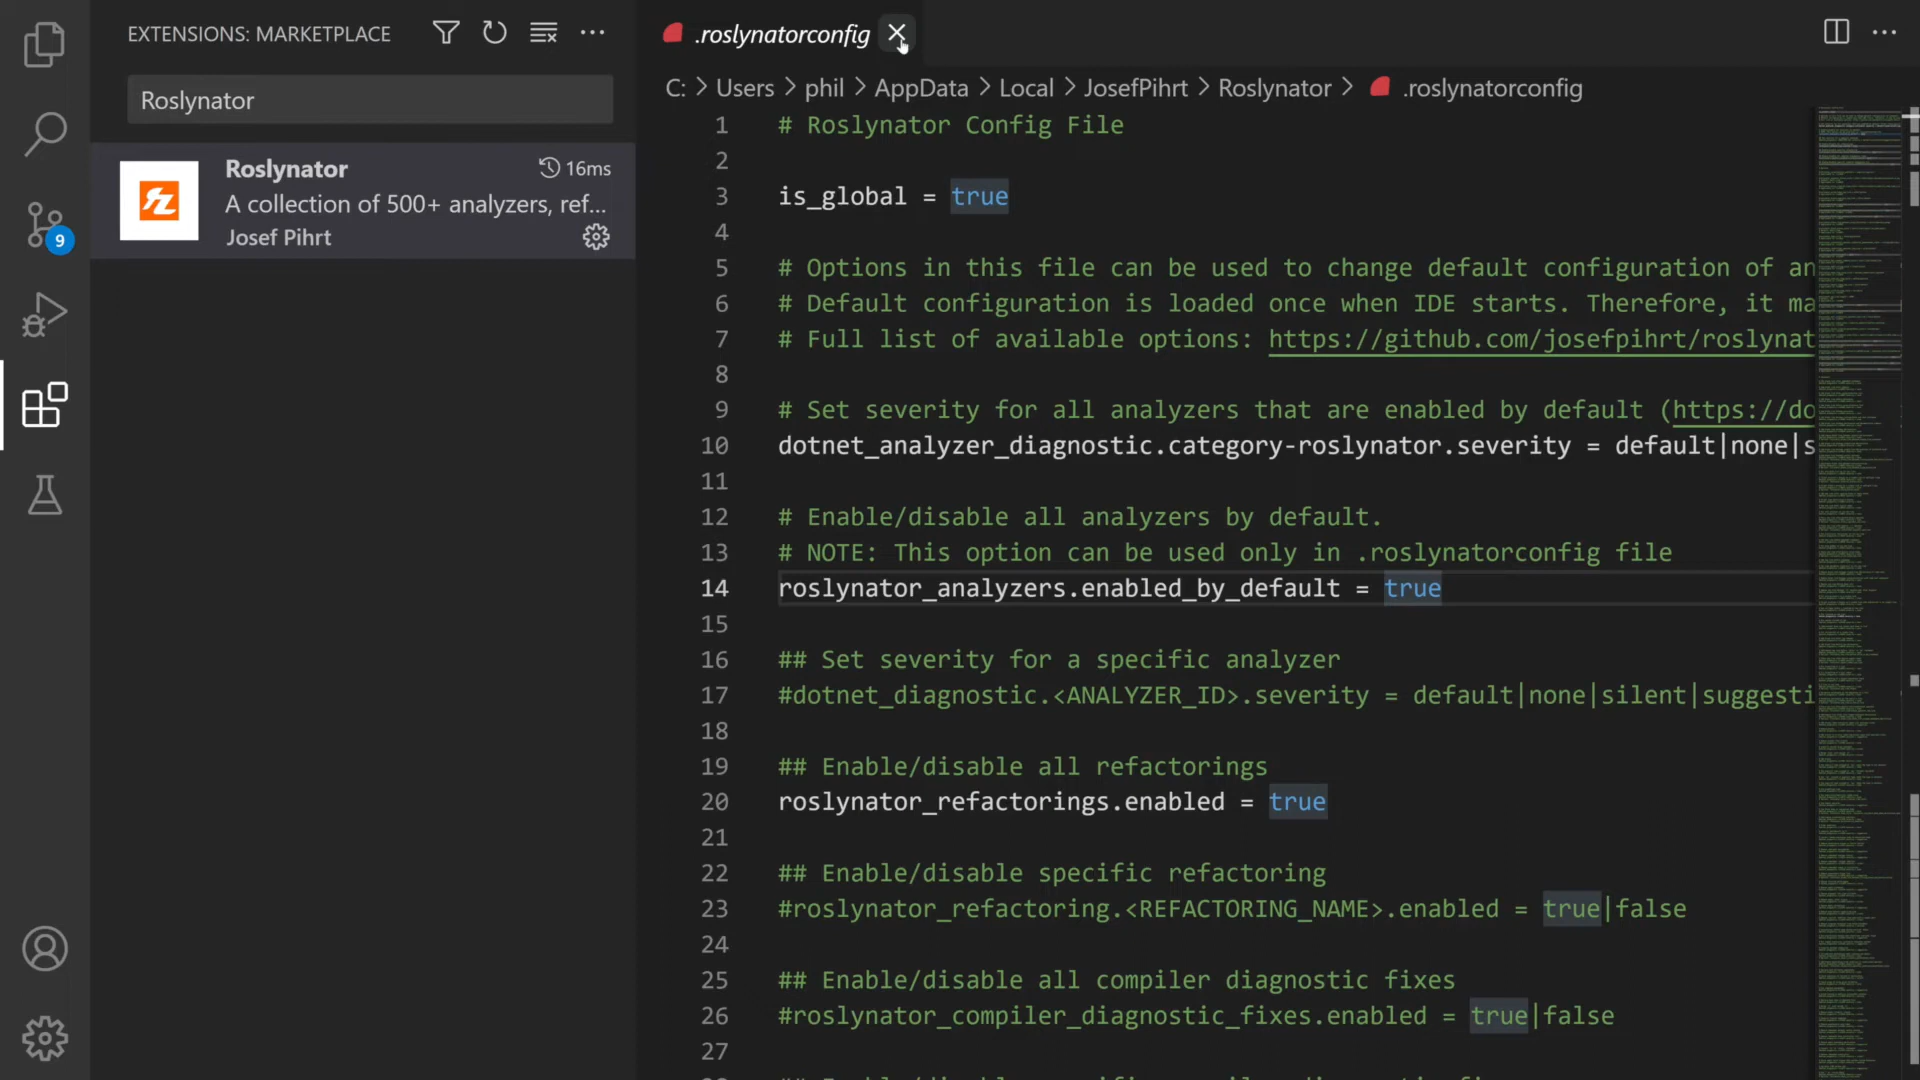 EXTENSIONS: MARKETPLACE
Roslynator
Roslynator
16ms
A collection of 500+ analyzers, ref...
Josef Pihrt
9
.roslynatorconfig
C: > Users > phil > AppData > Local > JosefPihrt > Roslynator > .roslynatorconfig
1 # Roslynator Config File
2
3 is_global = true
4
5 # Options in this file can be used to change default configuration of an
6 # Default configuration is loaded once when IDE starts. Therefore, it ma
7 # Full list of available options: https://github.com/josefpihrt/roslynat
8
9 # Set severity for all analyzers that are enabled by default (https://do
10 dotnet_analyzer_diagnostic.category-roslynator.severity = default|none|s
11
12 # Enable/disable all analyzers by default.
13 # NOTE: This option can be used only in .roslynatorconfig file
14 roslynator_analyzers.enabled_by_default = true
15
16 ## Set severity for a specific analyzer
17 #dotnet_diagnostic.<ANALYZER_ID>.severity = default|none|silent|suggesti
18
19 ## Enable/disable all refactorings
20 roslynator_refactorings.enabled = true
21
22 ## Enable/disable specific refactoring
23 #roslynator_refactoring.<REFACTORING_NAME>.enabled = true|false
24
25 ## Enable/disable all compiler diagnostic fixes
26 #roslynator_compiler_diagnostic_fixes.enabled = true|false
27